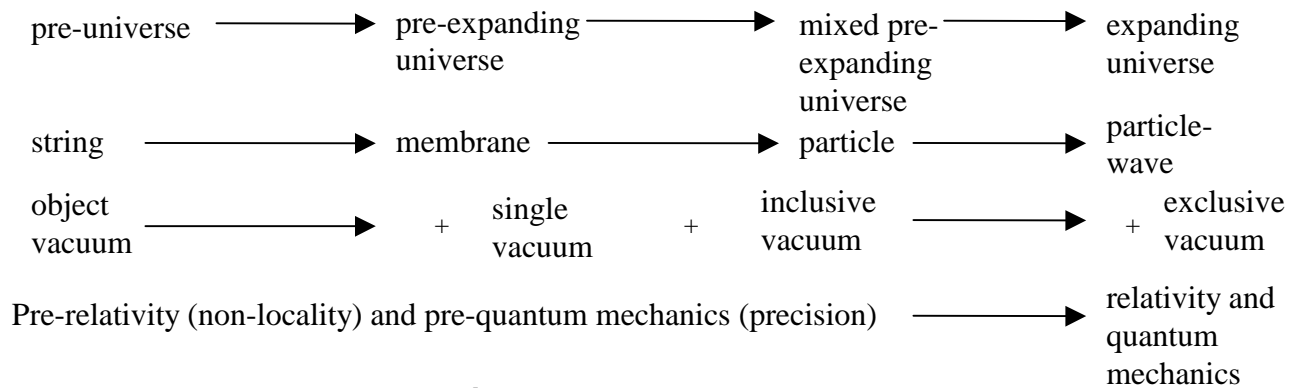 pre-universe
pre-expanding
universe
mixed pre-
expanding
universe
expanding
universe
string
membrane
particle
particle-
wave
object
vacuum
+
single
vacuum
+
inclusive
vacuum
+
exclusive
vacuum
Pre-relativity (non-locality) and pre-quantum mechanics (precision)
relativity and
quantum
mechanics